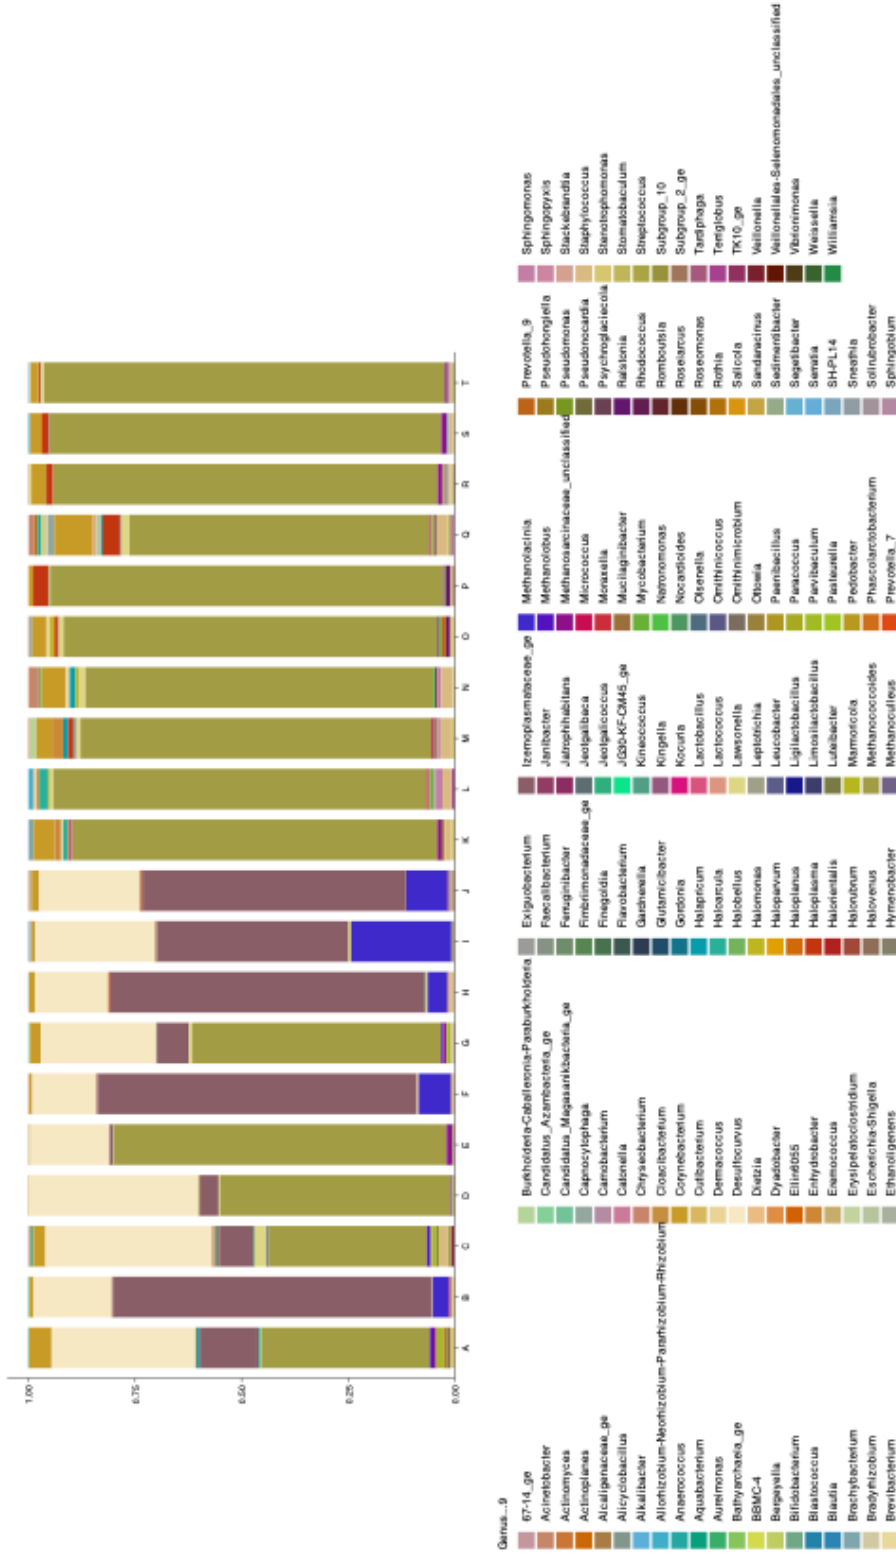 1.00
0.75
0.50
0.25
0.00
A
B
C
D
E
F
G
H
I
J
K
L
M
N
O
P
Q
R
S
T
Genus...9
67-14_ge
Acinetobacter
Actinomyces
Actinoplanes
Alcaligenaceae_ge
Alicyclobacillus
Alkalibacter
Allorhizobium-Neorhizobium-Pararhizobium-Rhizobium
Anaerococcus
Aquabacterium
Aureimonas
Bathyarchaeia_ge
BBMC-4
Bergeyella
Bifidobacterium
Blastococcus
Blautia
Brachybacterium
Bradyrhizobium
Brevibacterium
Burkholderia-Caballeronia-Paraburkholderia
Candidatus_Azambacteria_ge
Candidatus_Magasanikbacteria_ge
Capnocytophaga
Carnobacterium
Catonella
Chryseobacterium
Cloacibacterium
Corynebacterium
Cutibacterium
Dermacoccus
Desulfocurvus
Dietzia
Dyadobacter
Ellin6055
Enhydrobacter
Eremococcus
Erysipelatoclostridium
Escherichia-Shigella
Ethanoligenens
Exiguobacterium
Faecalibacterium
Ferruginibacter
Fimbriimonadaceae_ge
Finegoldia
Flavobacterium
Gardnerella
Glutamicibacter
Gordonia
Halapricum
Haloarcula
Halobellus
Halomonas
Haloparvum
Haloplanus
Haloplasma
Halorientalis
Halorubrum
Halovenus
Hymenobacter
Izemoplasmataceae_ge
Janibacter
Jatrophihabitans
Jeotgalibaca
Jeotgalicoccus
JG30-KF-CM45_ge
Kineococcus
Kingella
Kocuria
Lactobacillus
Lactococcus
Lawsonella
Leptotrichia
Leucobacter
Ligilactobacillus
Limosilactobacillus
Luteibacter
Marmoricola
Methanococcoides
Methanoculleus
Methanolacinia
Methanolobus
Methanosarcinaceae_unclassified
Micrococcus
Moraxella
Mucilaginibacter
Mycobacterium
Natronomonas
Nocardioides
Olsenella
Ornithinicoccus
Ornithinimicrobium
Ottowia
Paenibacillus
Paracoccus
Parvibaculum
Pasteurella
Pedobacter
Phascolarctobacterium
Prevotella_7
Prevotella_9
Pseudohongiella
Pseudomonas
Pseudonocardia
Psychroglaciecola
Ralstonia
Rhodococcus
Romboutsia
Roseiarcus
Roseomonas
Rothia
Salicola
Sandaracinus
Sedimentibacter
Segetibacter
Serratia
SH-PL14
Sneathia
Solirubrobacter
Sphingobium
Sphingomonas
Sphingopyxis
Stackebrandtia
Staphylococcus
Stenotrophomonas
Stomatobaculum
Streptococcus
Subgroup_10
Subgroup_2_ge
Tardiphaga
Terriglobus
TK10_ge
Veillonella
Veillonellales-Selenomonadales_unclassified
Vibrionimonas
Weissella
Williamsia